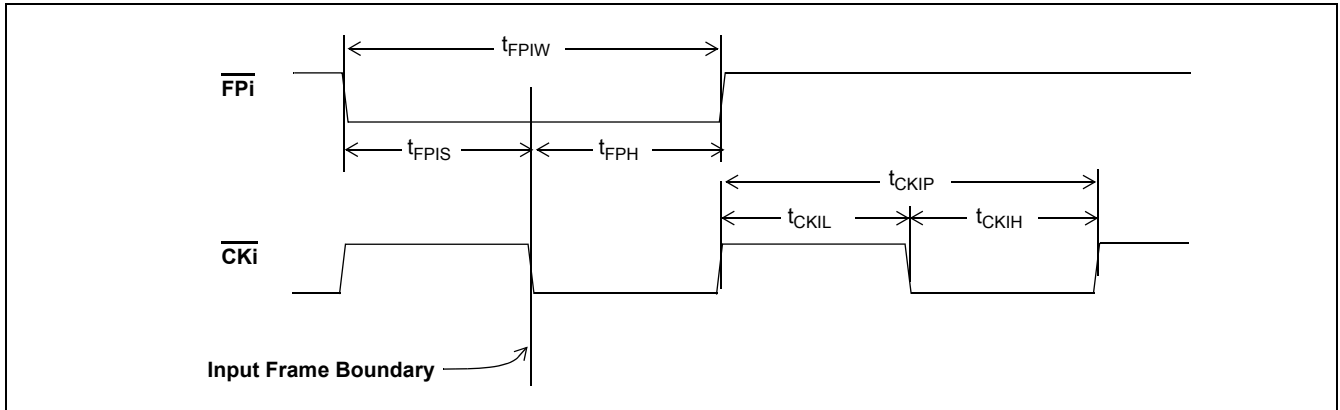 tFPIW
FPi
tFPIS
tFPH
tCKIP
tCKIL
tCKIH
CKi
Input Frame Boundary